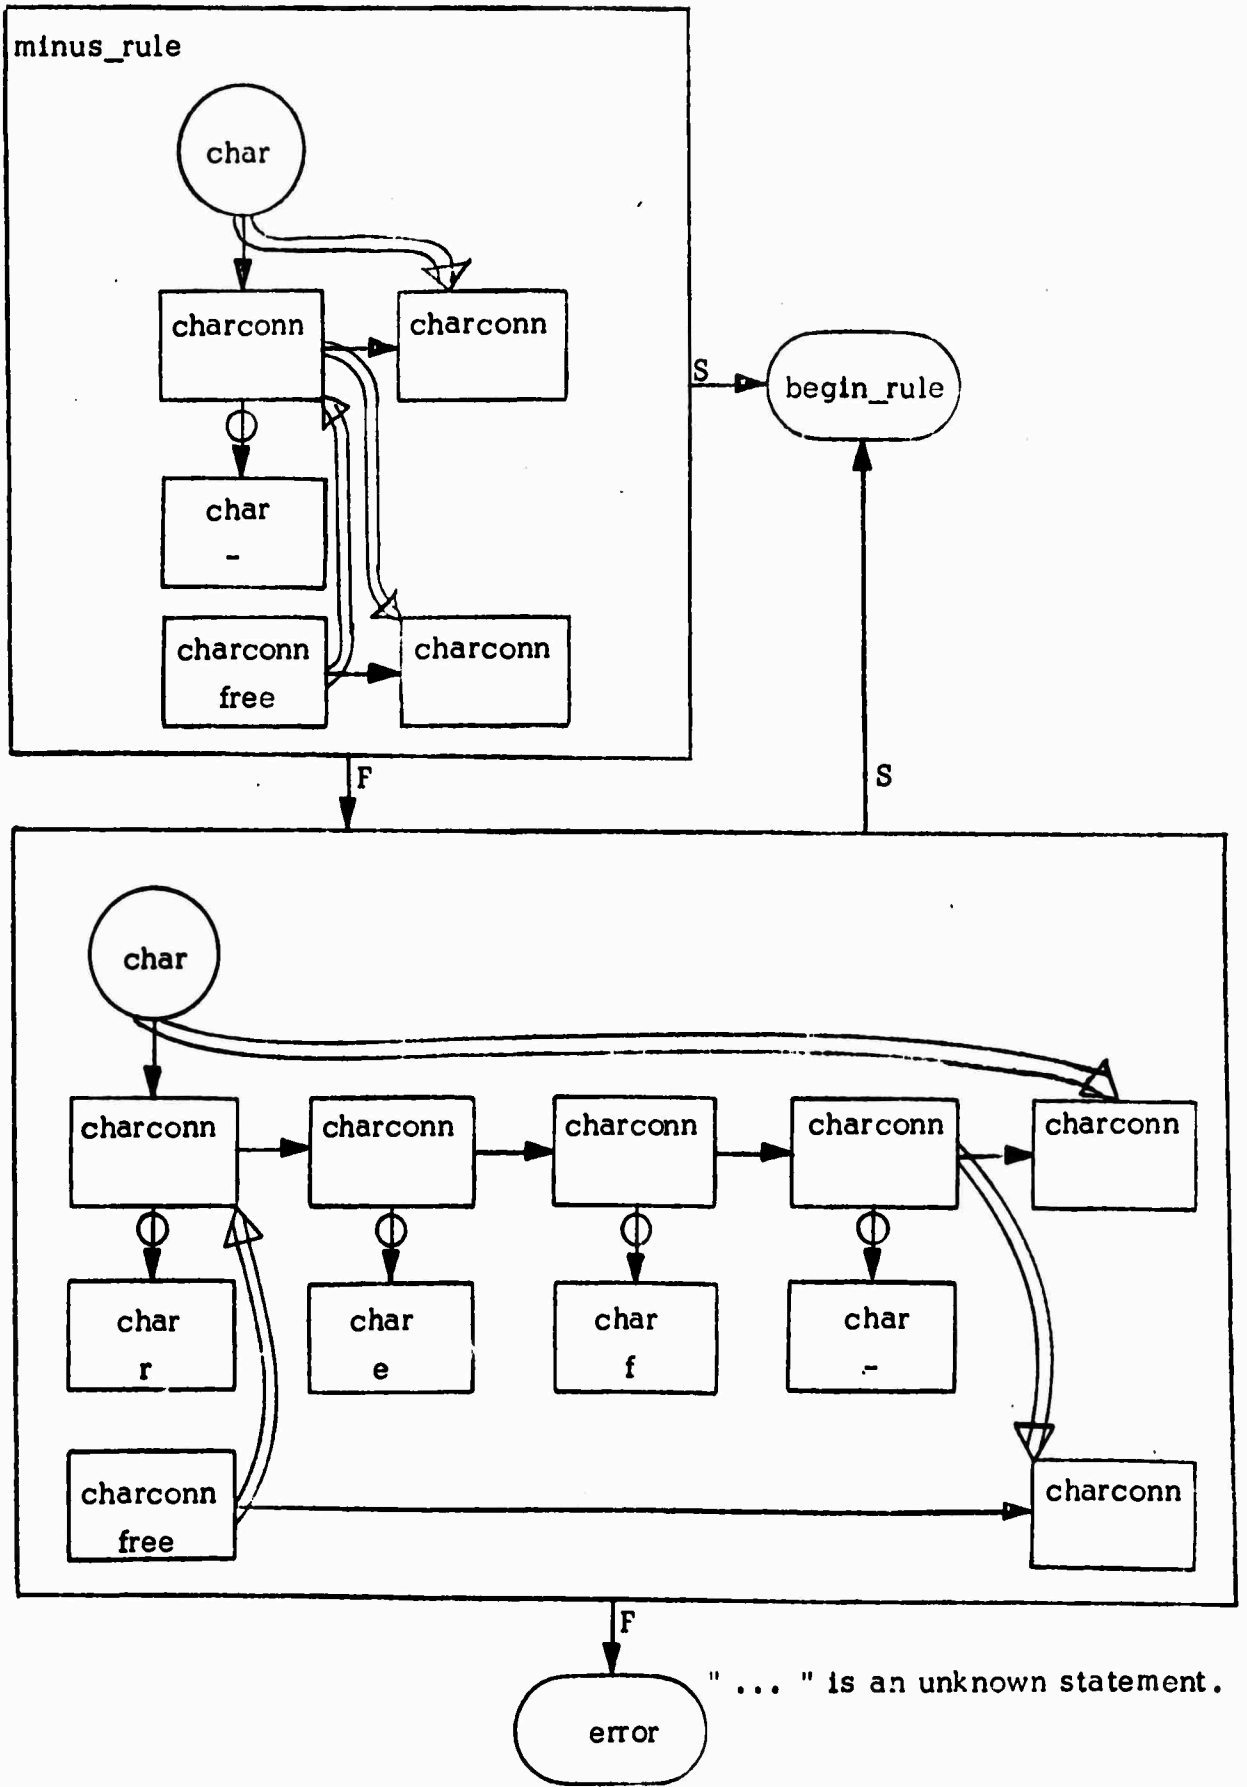 minus_rule
char
charconn
charconn
S
begin_rule
char
-
charconn
free
charconn
F
S
char
charconn
charconn
charconn
charconn
charconn
char
r
char
e
char
f
char
-
charconn
free
charconn
F
" ... " is an unknown statement.
error